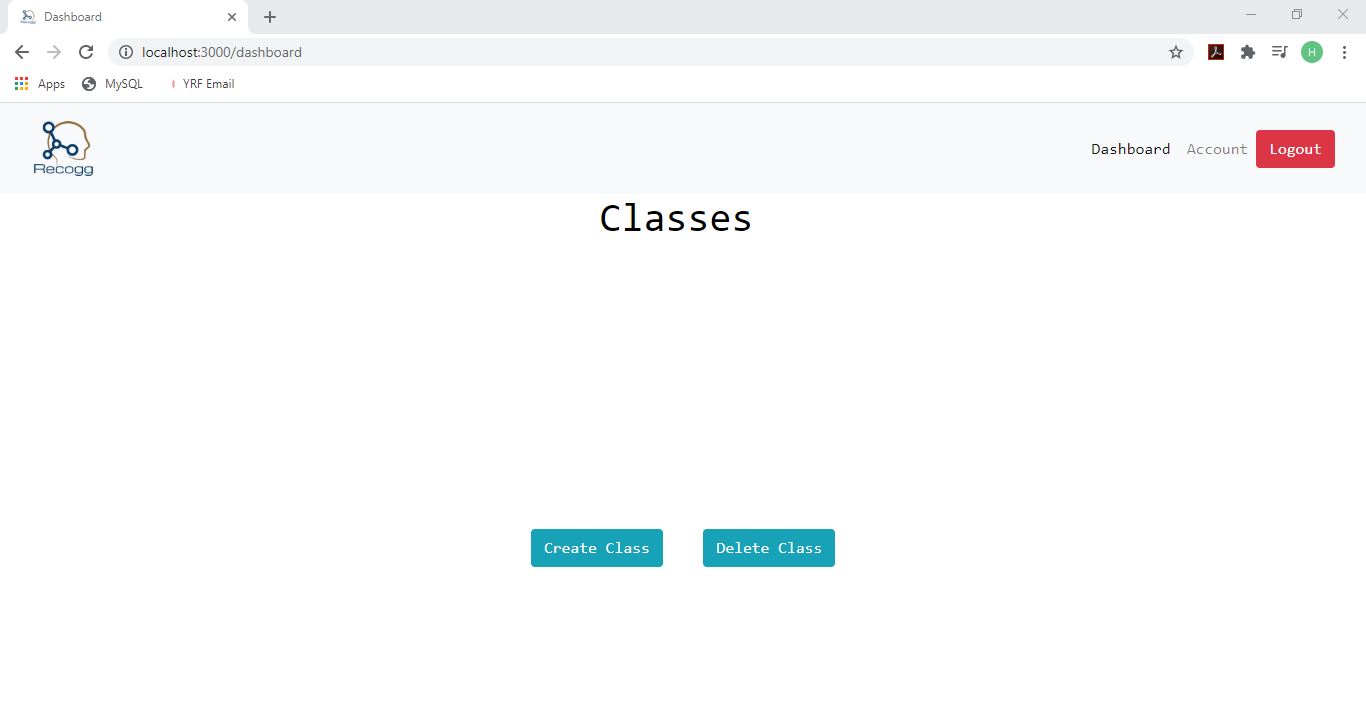 Dashboard
localhost:3000/dashboard
H
Apps MySQL YRF Email
Recogg
Dashboard Account Logout
Classes
Create Class Delete Class